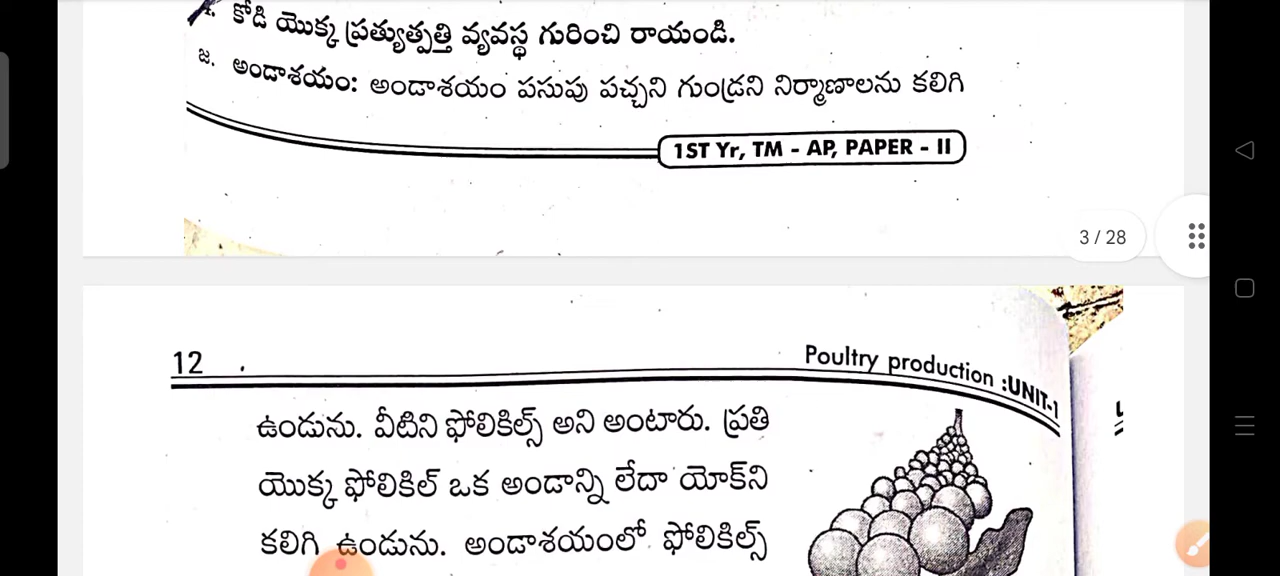 కోడి యొక్క ప్రత్యుత్పత్తి వ్యవస్థ గురించి రాయండి.
జ. అండాశయం: అండాశయం పసుపు పచ్చని గుండ్రని నిర్మాణాలను కలిగి
1ST Yr, TM - AP, PAPER - II
3 / 28
12
Poultry production :UNIT-1
ఉండును. వీటిని ఫోలికిల్స్ అని అంటారు. ప్రతి
యొక్క ఫోలికిల్ ఒక అండాన్ని లేదా యోక్‌ని
కలిగి ఉండును. అండాశయంలో ఫోలికిల్స్